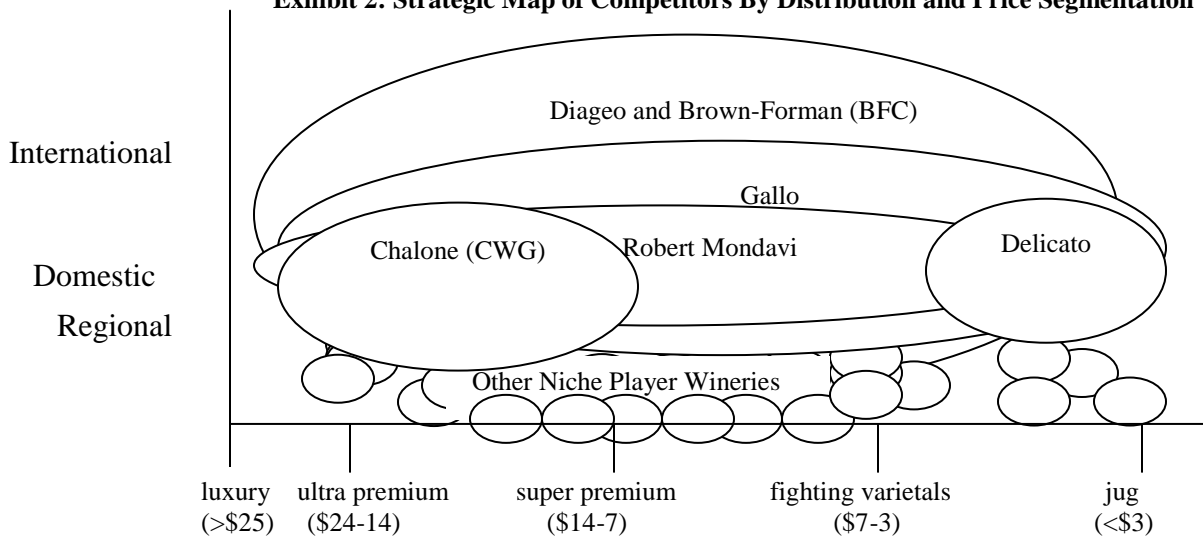 Exhibit 2: Strategic Map of Competitors By Distribution and Price Segmentation
Diageo and Brown-Forman (BFC)
International
Gallo
Chalone (CWG)
Robert Mondavi
Delicato
Domestic
Regional
Other Niche Player Wineries
luxury
(>$25)
ultra premium
($24-14)
super premium
($14-7)
fighting varietals
($7-3)
jug
(<$3)